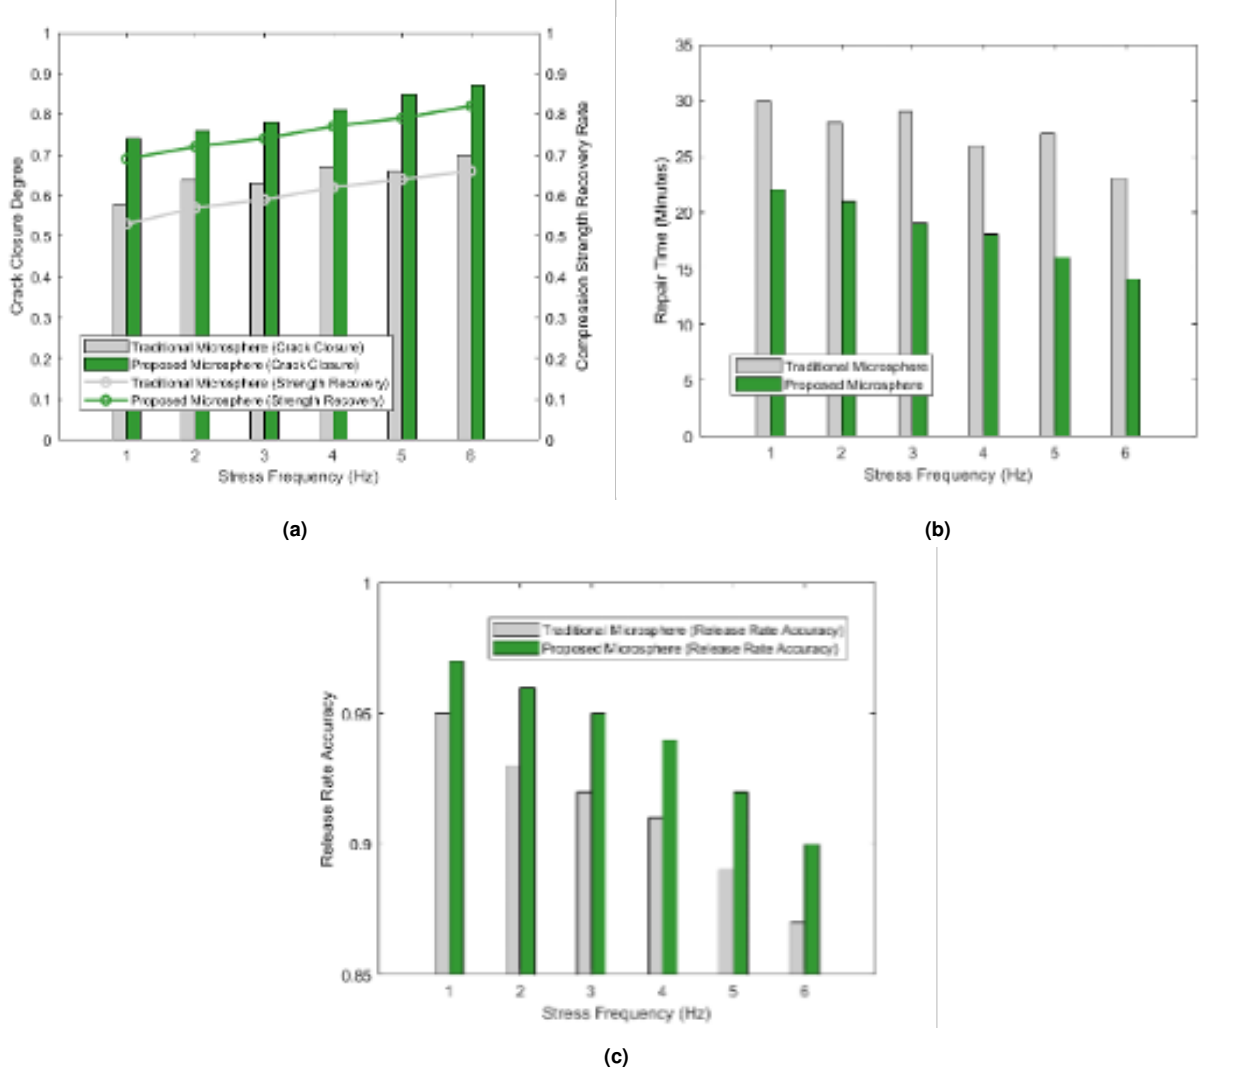 1
0.9
0.8
0.7
0.6
0.5
0.4
0.3
0.2
0.1
0
Crack Closure Degree
1
0.9
0.8
0.7
0.6
0.5
0.4
0.3
0.2
0.1
0
Compression Strength Recovery Rate
Traditional Microsphere (Crack Closure)
Proposed Microsphere (Crack Closure)
Traditional Microsphere (Strength Recovery)
Proposed Microsphere (Strength Recovery)
1 2 3 4 5 6
Stress Frequency (Hz)
(a)
35
30
25
20
15
10
5
0
Repair Time (Minutes)
Traditional Microsphere
Proposed Microsphere
1 2 3 4 5 6
Stress Frequency (Hz)
(b)
1
0.95
0.9
0.85
Release Rate Accuracy
Traditional Microsphere (Release Rate Accuracy)
Proposed Microsphere (Release Rate Accuracy)
1 2 3 4 5 6
Stress Frequency (Hz)
(c)